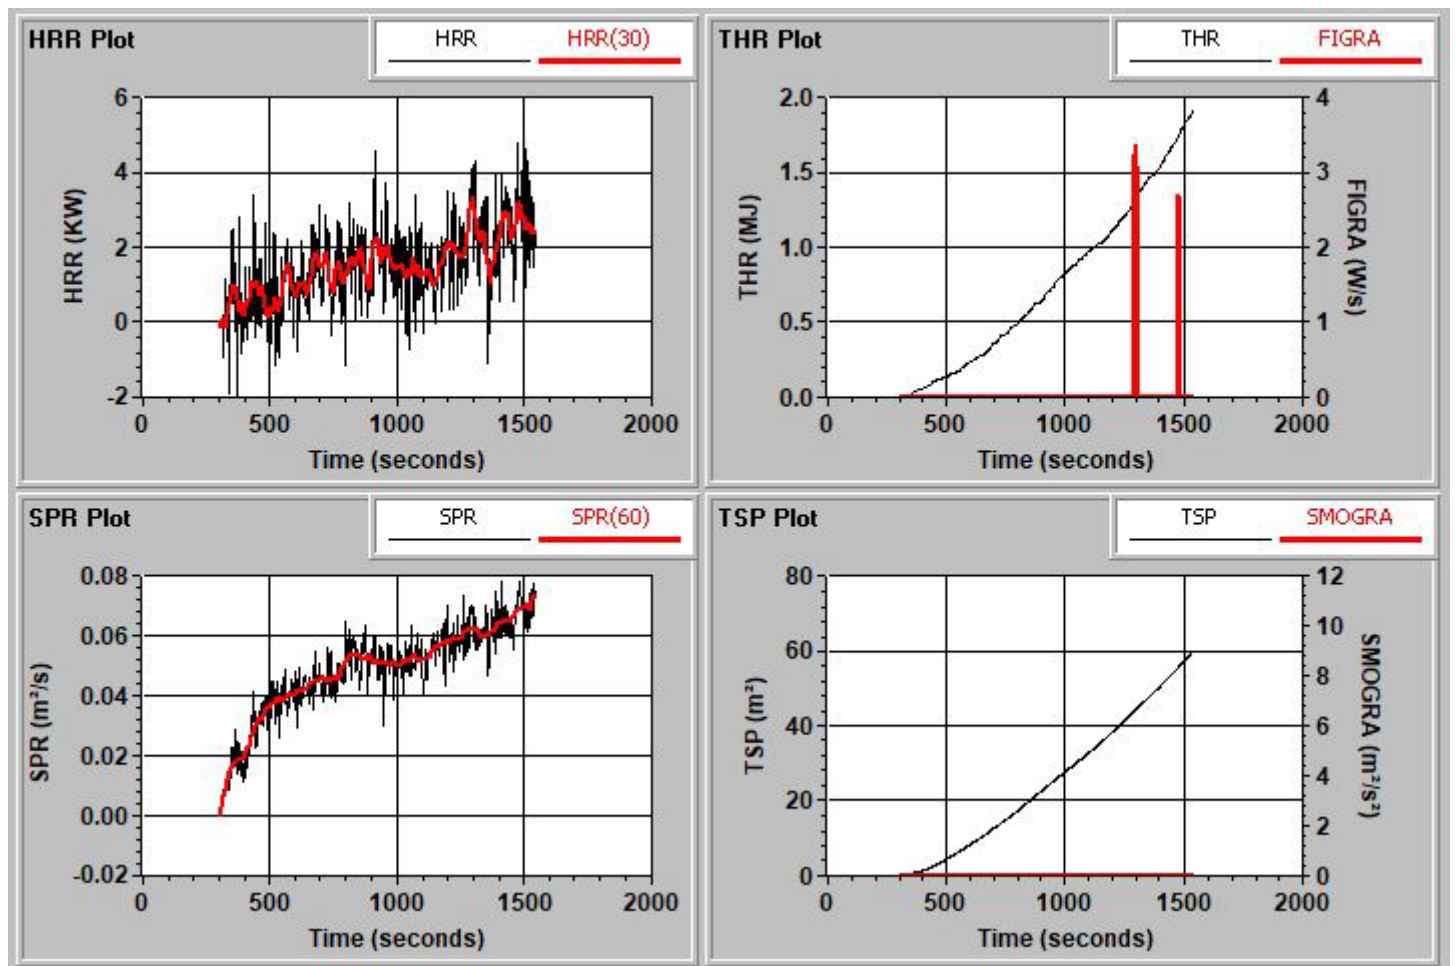 HRR Plot
HRR HRR(30)
6
4
2
0
-2
HRR (KW)
0 500 1000 1500 2000
Time (seconds)
THR Plot
THR FIGRA
2.0
1.5
1.0
0.5
0.0
THR (MJ)
4
3
2
1
0
FIGRA (W/s)
0 500 1000 1500 2000
Time (seconds)
SPR Plot
SPR SPR(60)
0.08
0.06
0.04
0.02
0.00
-0.02
SPR (m²/s)
0 500 1000 1500 2000
Time (seconds)
TSP Plot
TSP SMOGRA
80
60
40
20
0
TSP (m²)
12
10
8
6
4
2
0
SMOGRA (m²/s²)
0 500 1000 1500 2000
Time (seconds)